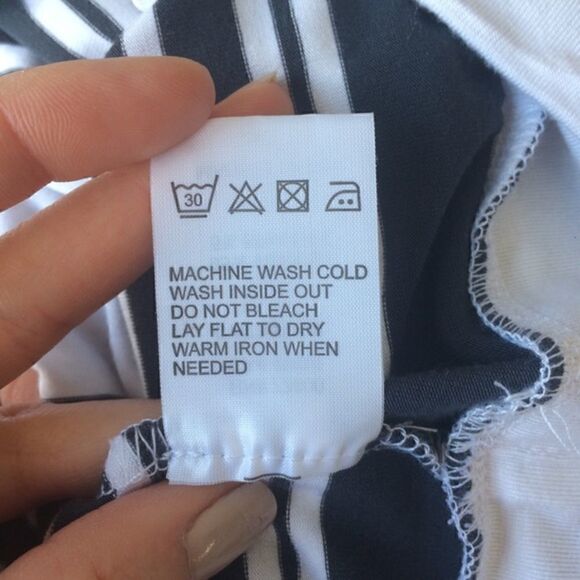 30
MACHINE WASH COLD
WASH INSIDE OUT
DO NOT BLEACH
LAY FLAT TO DRY
WARM IRON WHEN
NEEDED